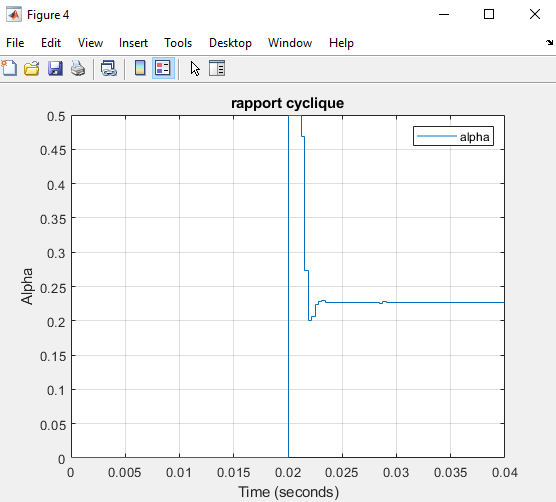 Figure 4
File Edit View Insert Tools Desktop Window Help
rapport cyclique
alpha
0.5
0.45
0.4
0.35
0.3
0.25
0.2
0.15
0.1
0.05
0
Alpha
0 0.005 0.01 0.015 0.02 0.025 0.03 0.035 0.04
Time (seconds)